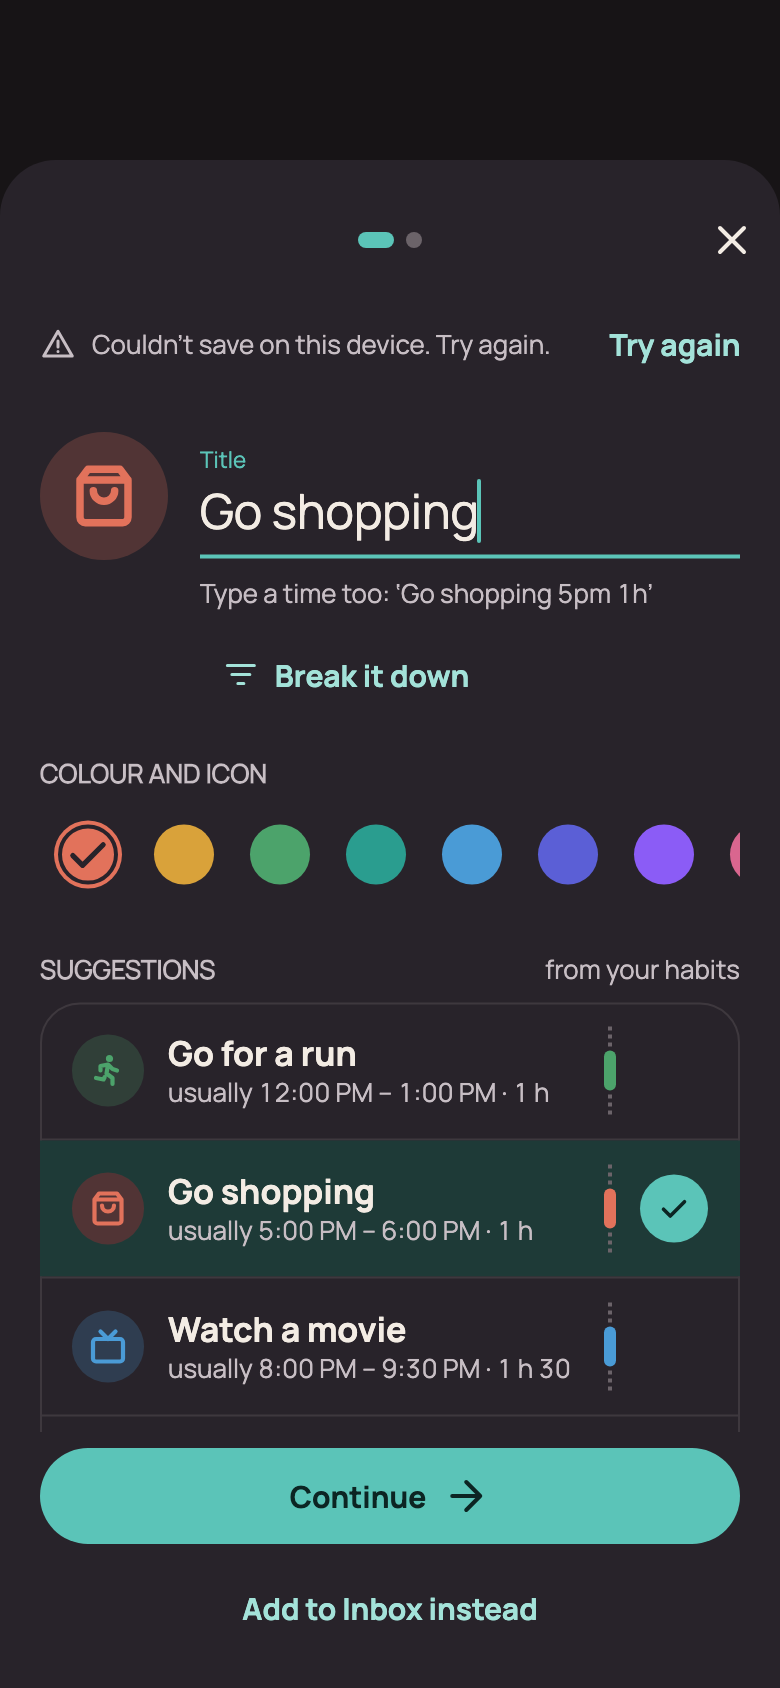 Couldn’t save on this device. Try again.
Try again
Title
Go shopping
Type a time too: ‘Go shopping 5pm 1h’
Break it down
COLOUR AND ICON
SUGGESTIONS
from your habits
Go for a run
usually 12:00 PM – 1:00 PM · 1 h
Go shopping
usually 5:00 PM – 6:00 PM · 1 h
Watch a movie
usually 8:00 PM – 9:30 PM · 1 h 30
Continue
Add to Inbox instead